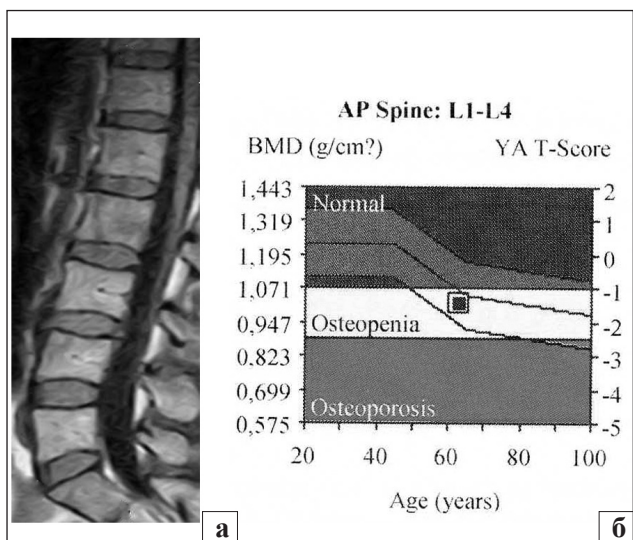 AP Spine: L1-L4
BMD (g/cm?) YA T-Score
1,443 2
Normal
1,319 1
1,195 0
1,071 -1
0,947 -2
Osteopenia
0,823 -3
0,699 -4
Osteoporosis
0,575 -5
20 40 60 80 100
Age (years)
а б